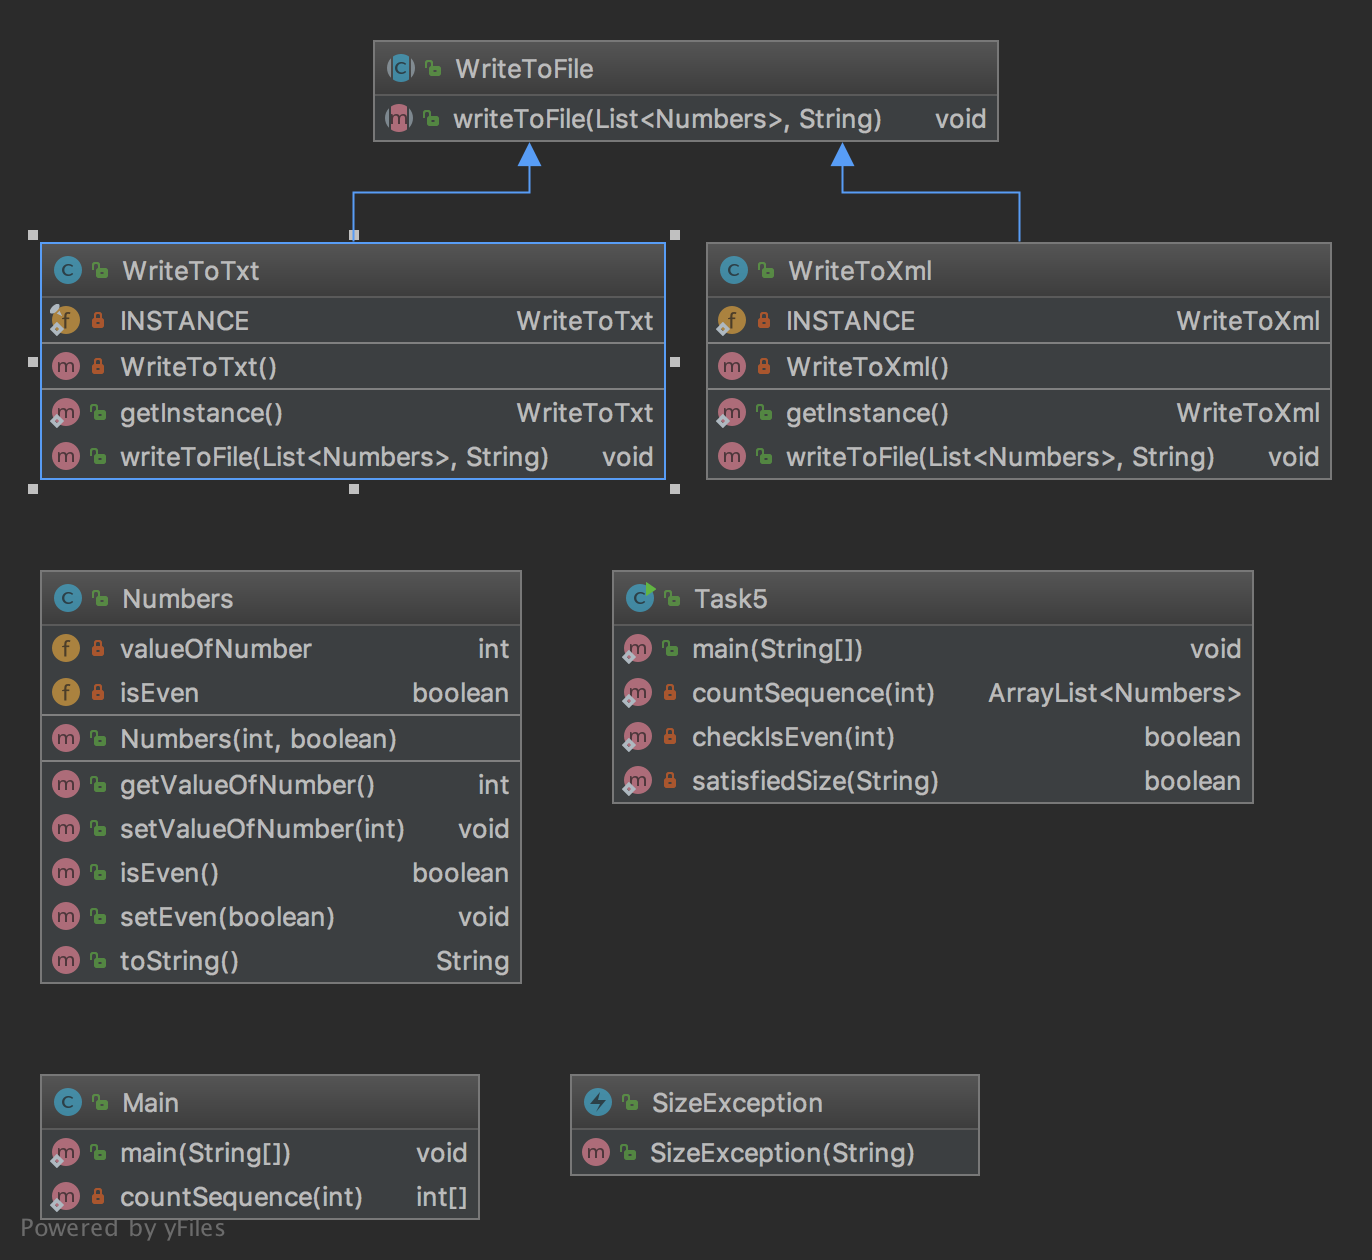 WriteToFile
writeToFile(List<Numbers>, String) void
WriteToTxt
INSTANCE WriteToTxt
WriteToTxt()
getInstance() WriteToTxt
writeToFile(List<Numbers>, String) void
WriteToXml
INSTANCE WriteToXml
WriteToXml()
getInstance() WriteToXml
writeToFile(List<Numbers>, String) void
Numbers
valueOfNumber int
isEven boolean
Numbers(int, boolean)
getValueOfNumber() int
setValueOfNumber(int) void
isEven() boolean
setEven(boolean) void
toString() String
Task5
main(String[]) void
countSequence(int) ArrayList<Numbers>
checkIsEven(int) boolean
satisfiedSize(String) boolean
Main
main(String[]) void
countSequence(int) int[]
SizeException
SizeException(String)
Powered by yFiles